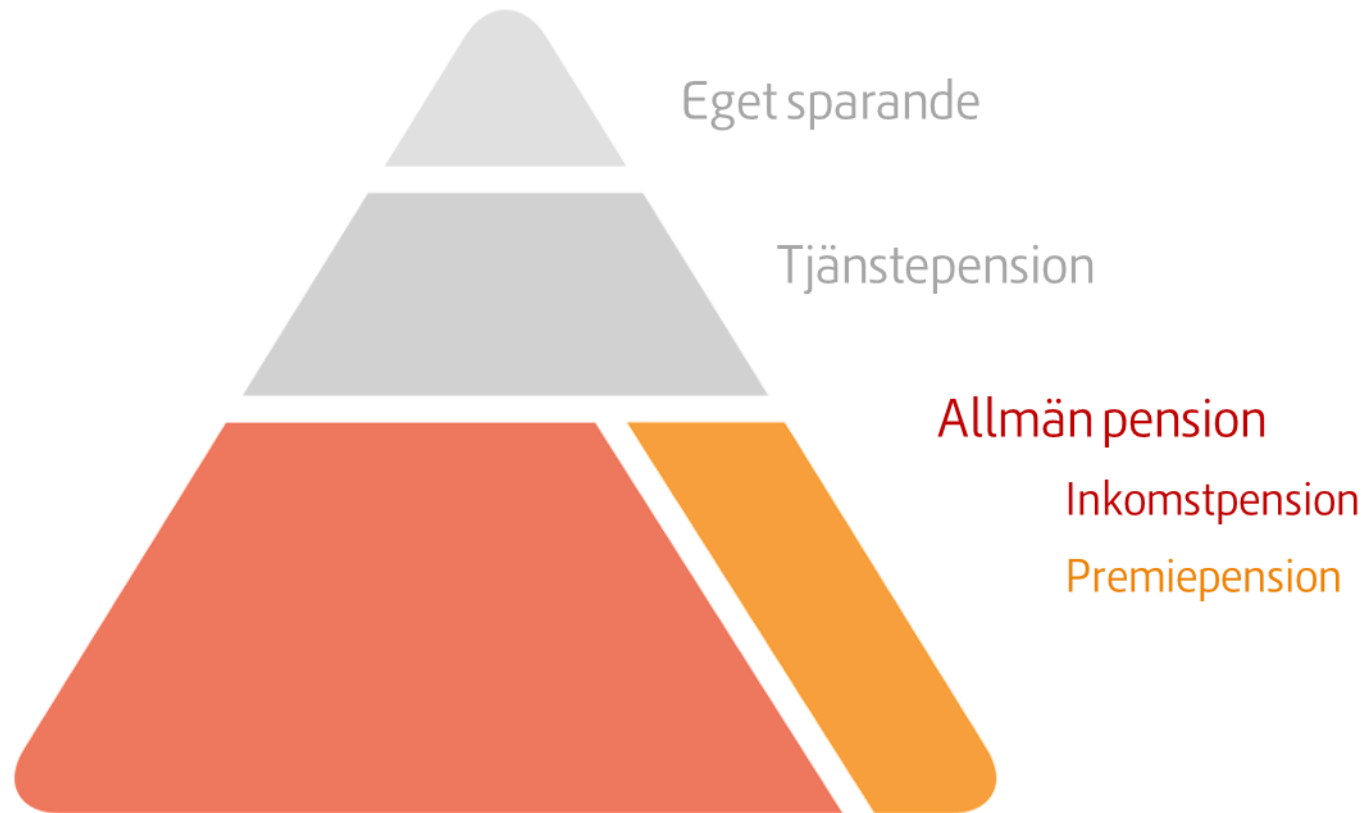 Eget sparande
Tjänstepension
Allmän pension
Inkomstpension
Premiepension